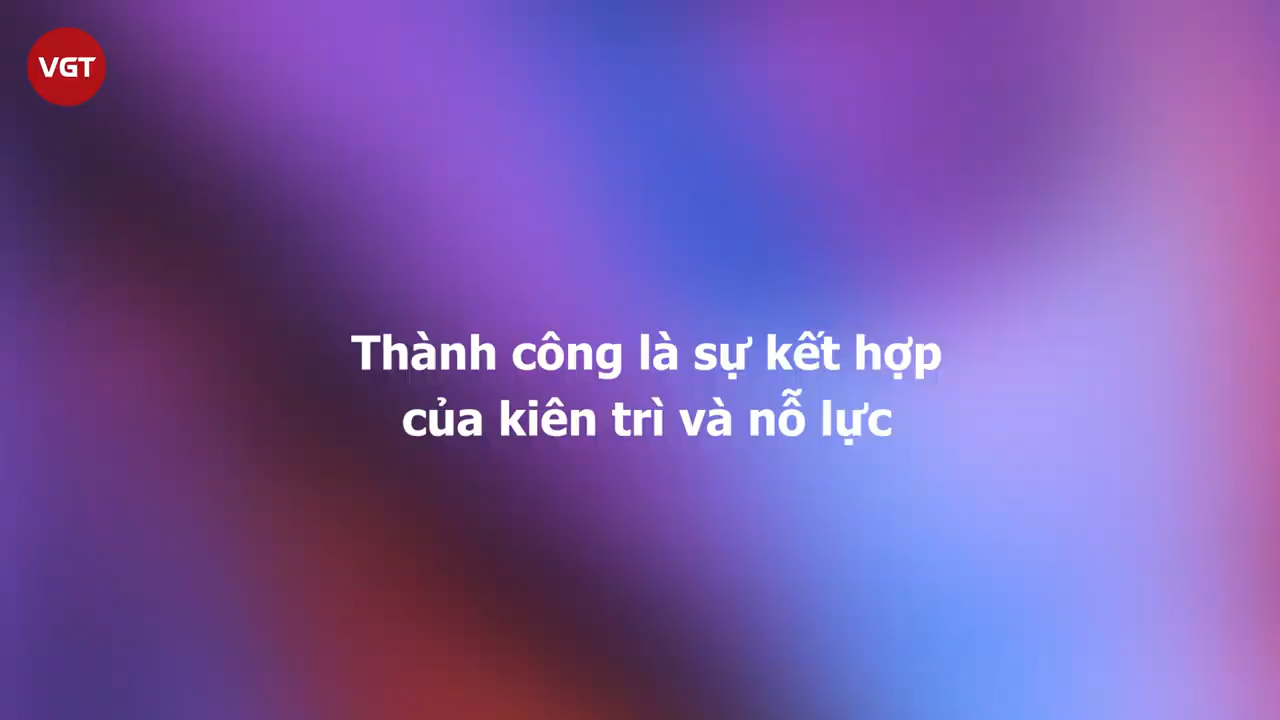 VGT
Thành công là sự kết hợp
của kiên trì và nỗ lực